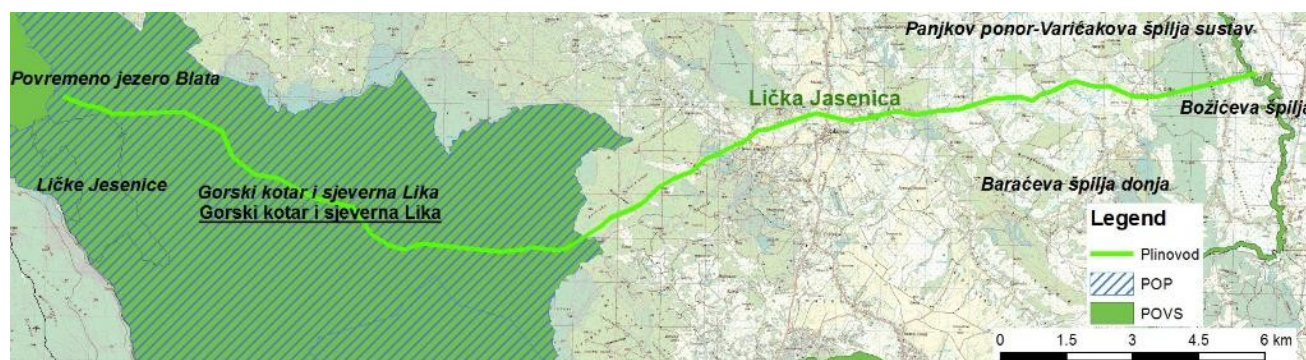 Panjkov ponor-Varičakova špilja sustav
Povremeno jezero Blata
Lička Jasenica
Božićeva špilja
Ličke Jesenice
Gorski kotar i sjeverna Lika
Gorski kotar i sjeverna Lika
Baraćeva špilja donja
Legend
Plinovod
POP
POVS
0 1.5 3 4.5 6 km